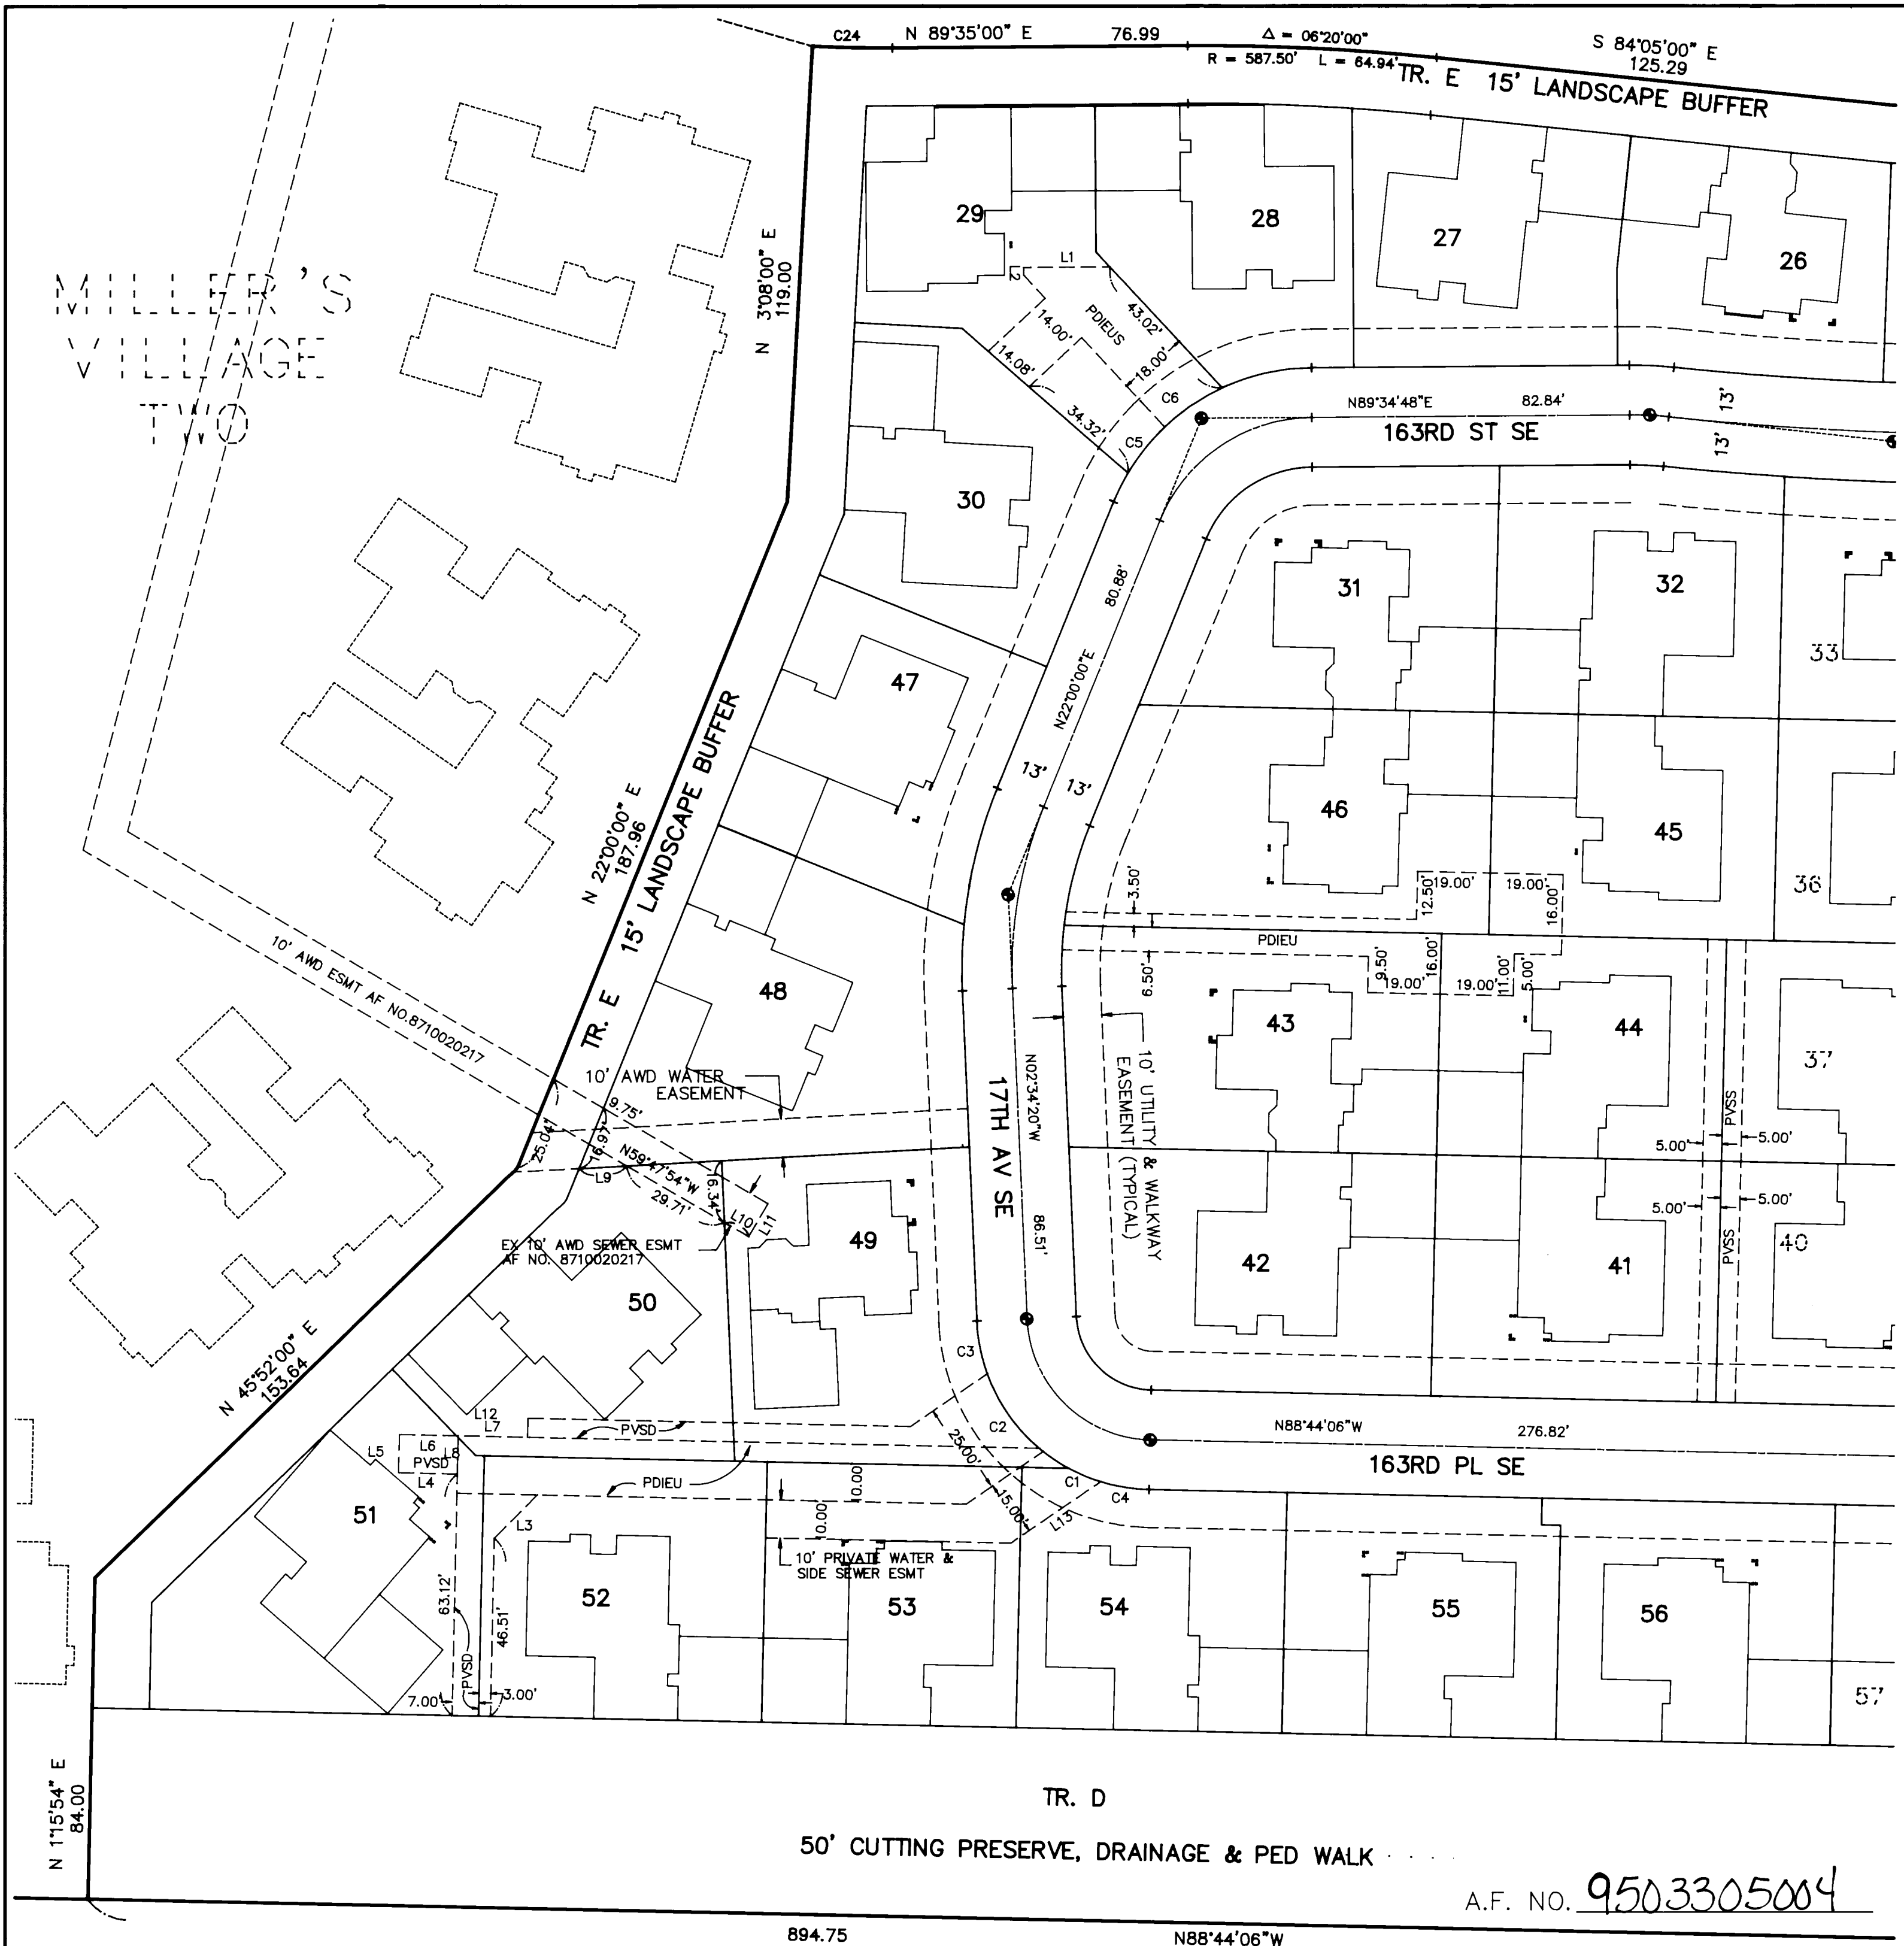 C24
N 89°35'00" E
76.99
Δ = 06°20'00"
R = 587.50' L = 64.94'
S 84°05'00" E
125.29
TR. E 15' LANDSCAPE BUFFER
MILLER'S
VILLAGE
TWO
N 3°08'00" E
119.00
29
28
27
26
L1
L2
PDIEUS
43.02'
14.00'
18.00'
14.08'
34.32'
C6
C5
N89°34'48"E
82.84'
163RD ST SE
13'
13'
30
31
32
33
80.88'
N22°00'00"E
47
13'
13'
46
45
36
N 22°00'00" E
187.96
15' LANDSCAPE BUFFER
TR. E
3.50'
12.50'
19.00'
19.00'
16.00'
PDIEU
6.50'
9.50'
19.00'
16.00'
19.00'
11.00'
5.00'
10' AWD ESMT AF NO.8710020217
48
43
44
37
10' AWD WATER
EASEMENT
9.75'
25.04'
16.97'
N59°47'54"W
L9
29.71'
16.34'
L10
L11
17TH AV SE
N02°34'20"W
86.51'
10' UTILITY & WALKWAY
EASEMENT (TYPICAL)
PVSS
5.00'
5.00'
5.00'
5.00'
PVSS
EX 10' AWD SEWER ESMT
AF NO. 8710020217
49
50
42
41
40
N 45°52'00" E
153.64
C3
C2
C1
C4
L12
L7
PVSD
L5
L6
L8
PVSD
L4
PDIEU
25.00'
15.00'
L13
10.00
10.00
N88°44'06"W
276.82'
163RD PL SE
51
L3
63.12'
46.51'
PVSD
7.00'
3.00'
10' PRIVATE WATER &
SIDE SEWER ESMT
52
53
54
55
56
57
N 1°15'54" E
84.00
TR. D
50' CUTTING PRESERVE, DRAINAGE & PED WALK
A.F. NO. 9503305004
894.75
N88°44'06"W